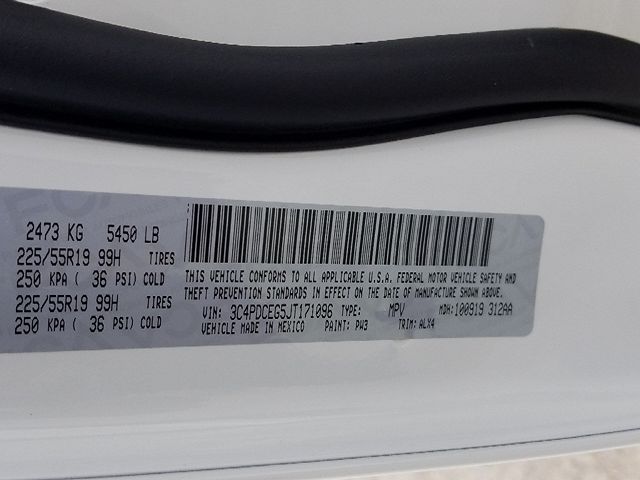 2473 KG 5450 LB
225/55R19 99H TIRES
250 KPA ( 36 PSI) COLD
225/55R19 99H TIRES
250 KPA ( 36 PSI) COLD
THIS VEHICLE CONFORMS TO ALL APPLICABLE U.S.A. FEDERAL MOTOR VEHICLE SAFETY AND
THEFT PREVENTION STANDARDS IN EFFECT ON THE DATE OF MANUFACTURE SHOWN ABOVE.
VIN: 3C4PDCEG5JT171096 TYPE: MPV MDH:100919 312AA
VEHICLE MADE IN MEXICO PAINT: PW3 TRIM: ALX4